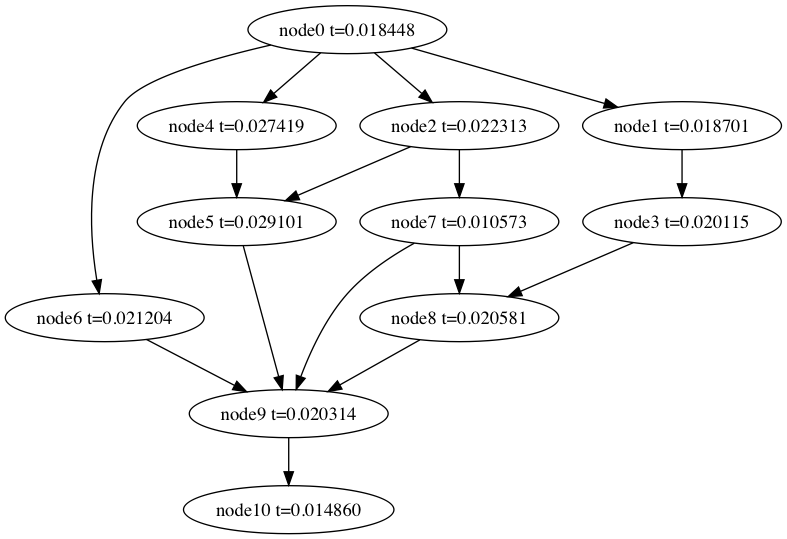 node0 t=0.018448
node4 t=0.027419
node2 t=0.022313
node1 t=0.018701
node5 t=0.029101
node7 t=0.010573
node3 t=0.020115
node6 t=0.021204
node8 t=0.020581
node9 t=0.020314
node10 t=0.014860